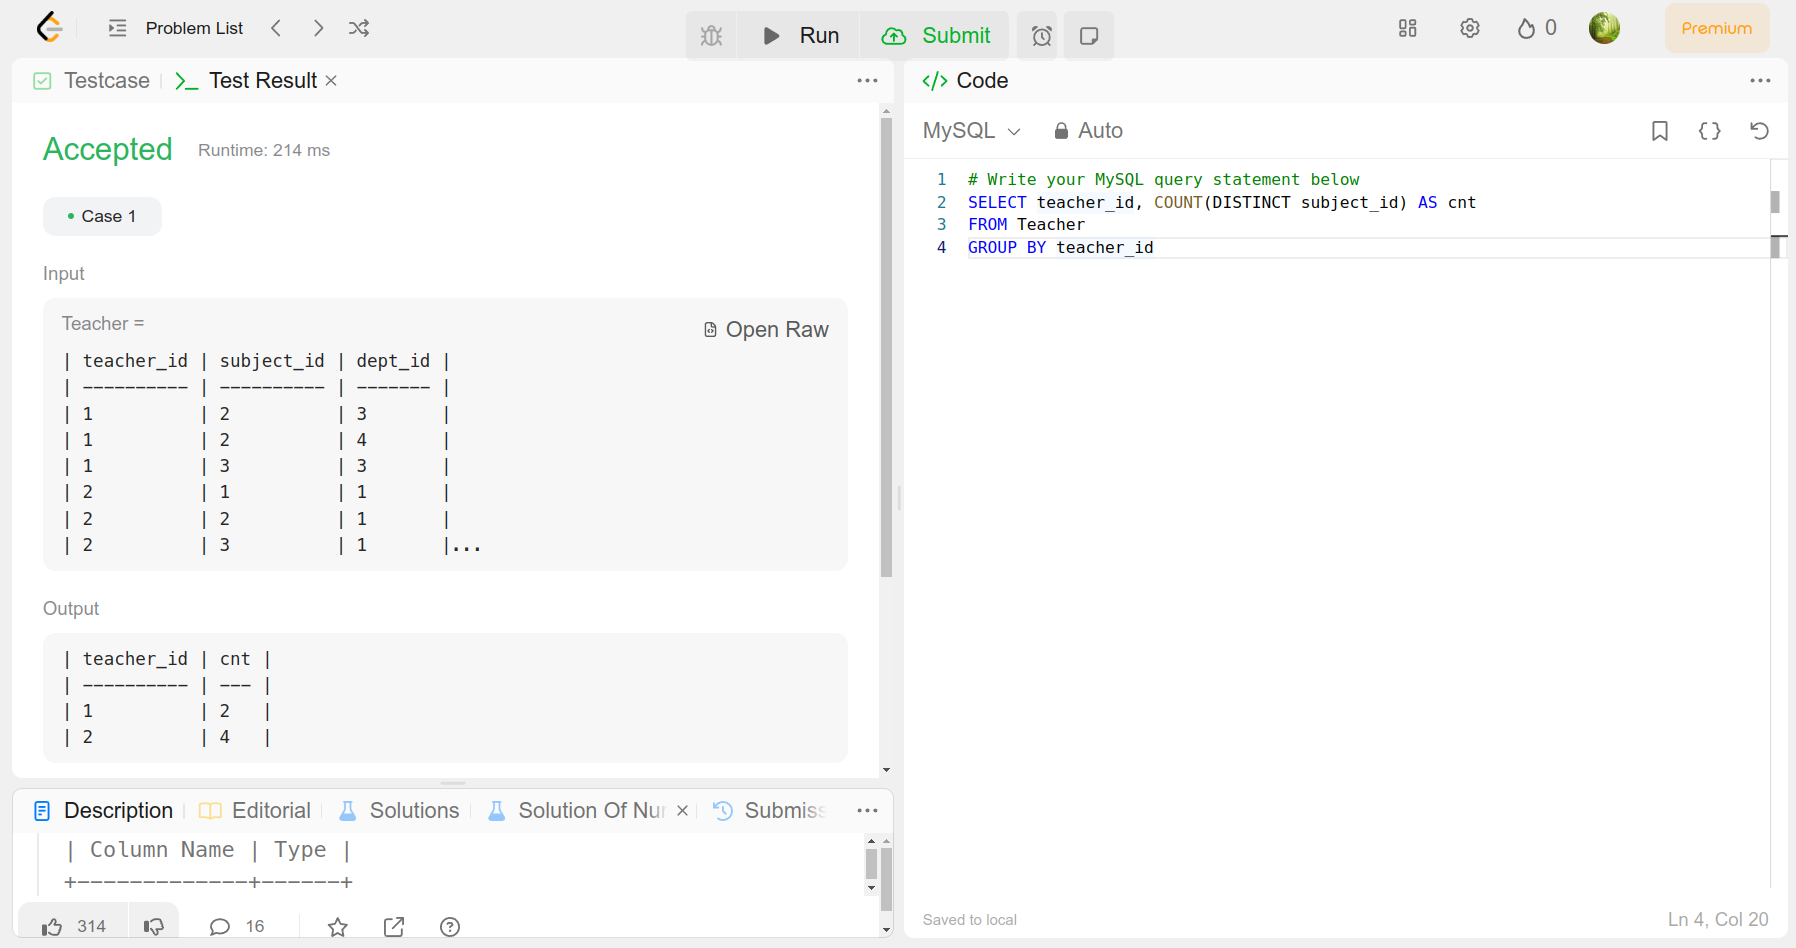 Problem List
Run
Submit
0
Premium
Testcase
Test Result
Accepted
Runtime: 214 ms
Case 1
Input
Teacher =
Open Raw
| teacher_id | subject_id | dept_id |
| ---------- | ---------- | ------- |
| 1          | 2          | 3       |
| 1          | 2          | 4       |
| 1          | 3          | 3       |
| 2          | 1          | 1       |
| 2          | 2          | 1       |
| 2          | 3          | 1       |...
Output
| teacher_id | cnt |
| ---------- | --- |
| 1          | 2   |
| 2          | 4   |
Description
Editorial
Solutions
Solution Of Nu
Submis
| Column Name | Type |
+-------------+------+
314
16
Code
MySQL
Auto
1 # Write your MySQL query statement below
2 SELECT teacher_id, COUNT(DISTINCT subject_id) AS cnt
3 FROM Teacher
4 GROUP BY teacher_id
Saved to local
Ln 4, Col 20